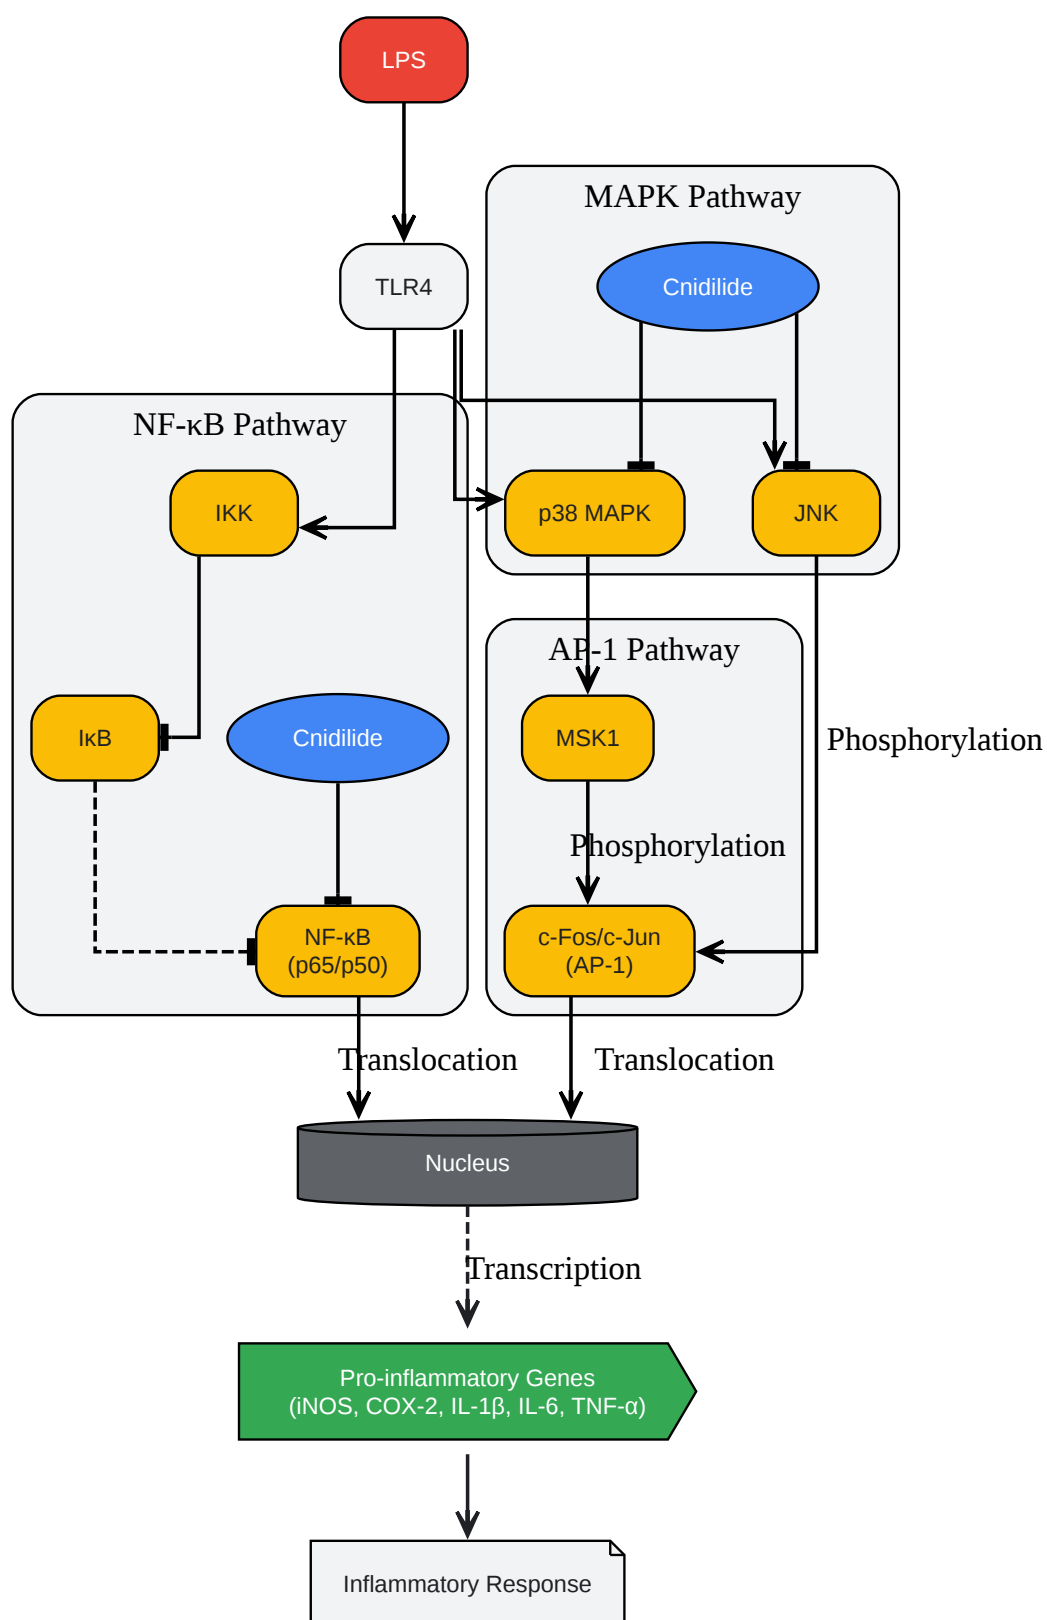 LPS
MAPK Pathway
TLR4
Cnidilide
NF-κB Pathway
IKK
p38 MAPK
JNK
AP-1 Pathway
IκB
Cnidilide
MSK1
Phosphorylation
Phosphorylation
NF-κB
(p65/p50)
c-Fos/c-Jun
(AP-1)
Translocation
Translocation
Nucleus
Transcription
Pro-inflammatory Genes
(iNOS, COX-2, IL-1β, IL-6, TNF-α)
Inflammatory Response